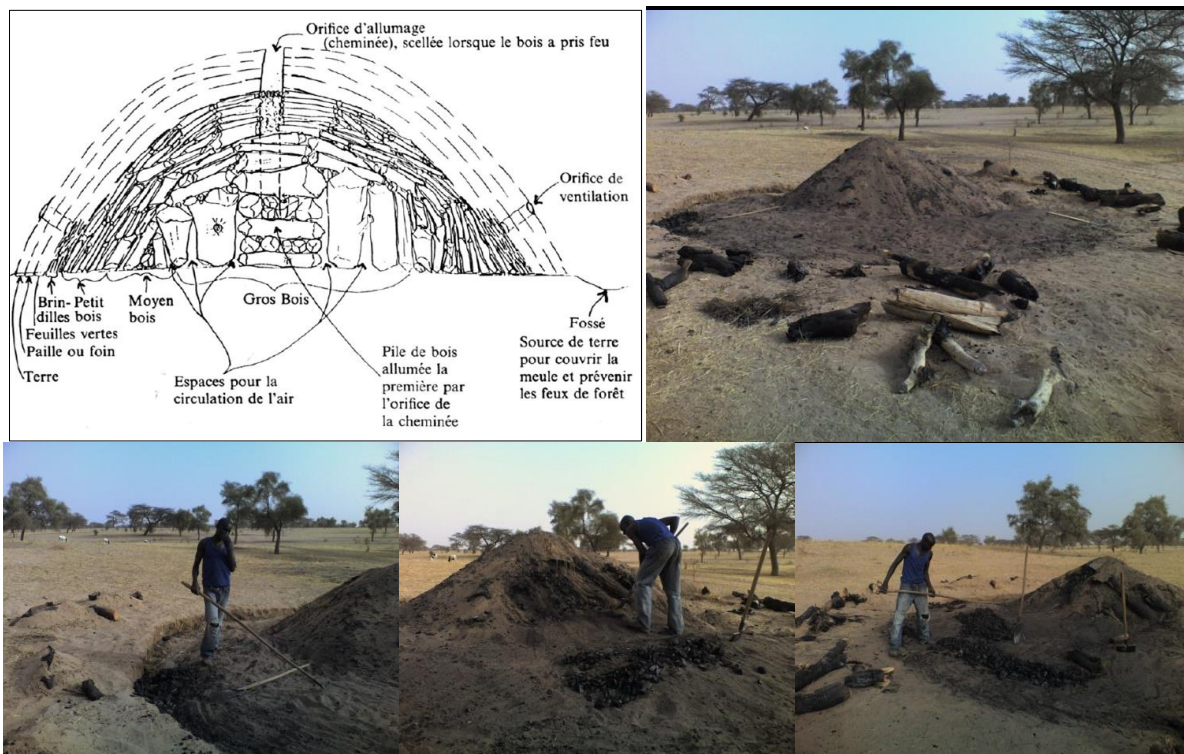 Orifice d'allumage
(cheminée), scellée lorsque le bois a pris feu
Orifice de
ventilation
Brin-
dilles
Petit
bois
Moyen
bois
Gros Bois
Feuilles vertes
Paille ou foin
Terre
Espaces pour la
circulation de l'air
Pile de bois
allumée la
première par
l'orifice de
la cheminée
Fossé
Source de terre
pour couvrir la
meule et prévenir
les feux de forêt